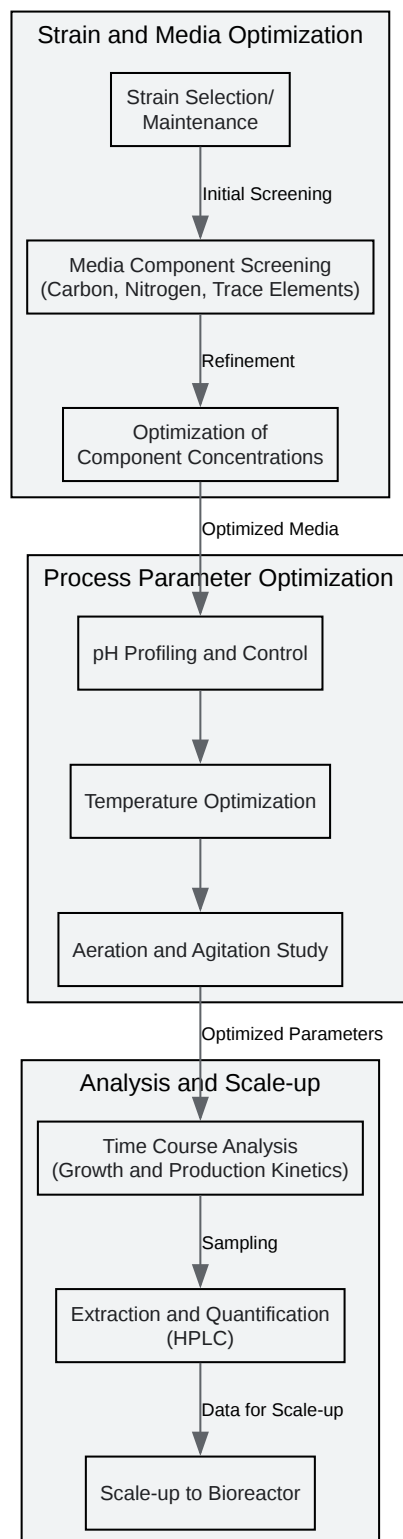 Strain and Media Optimization
Strain Selection/
Maintenance
Initial Screening
Media Component Screening
(Carbon, Nitrogen, Trace Elements)
Refinement
Optimization of
Component Concentrations
Optimized Media
Process Parameter Optimization
pH Profiling and Control
Temperature Optimization
Aeration and Agitation Study
Optimized Parameters
Analysis and Scale-up
Time Course Analysis
(Growth and Production Kinetics)
Sampling
Extraction and Quantification
(HPLC)
Data for Scale-up
Scale-up to Bioreactor